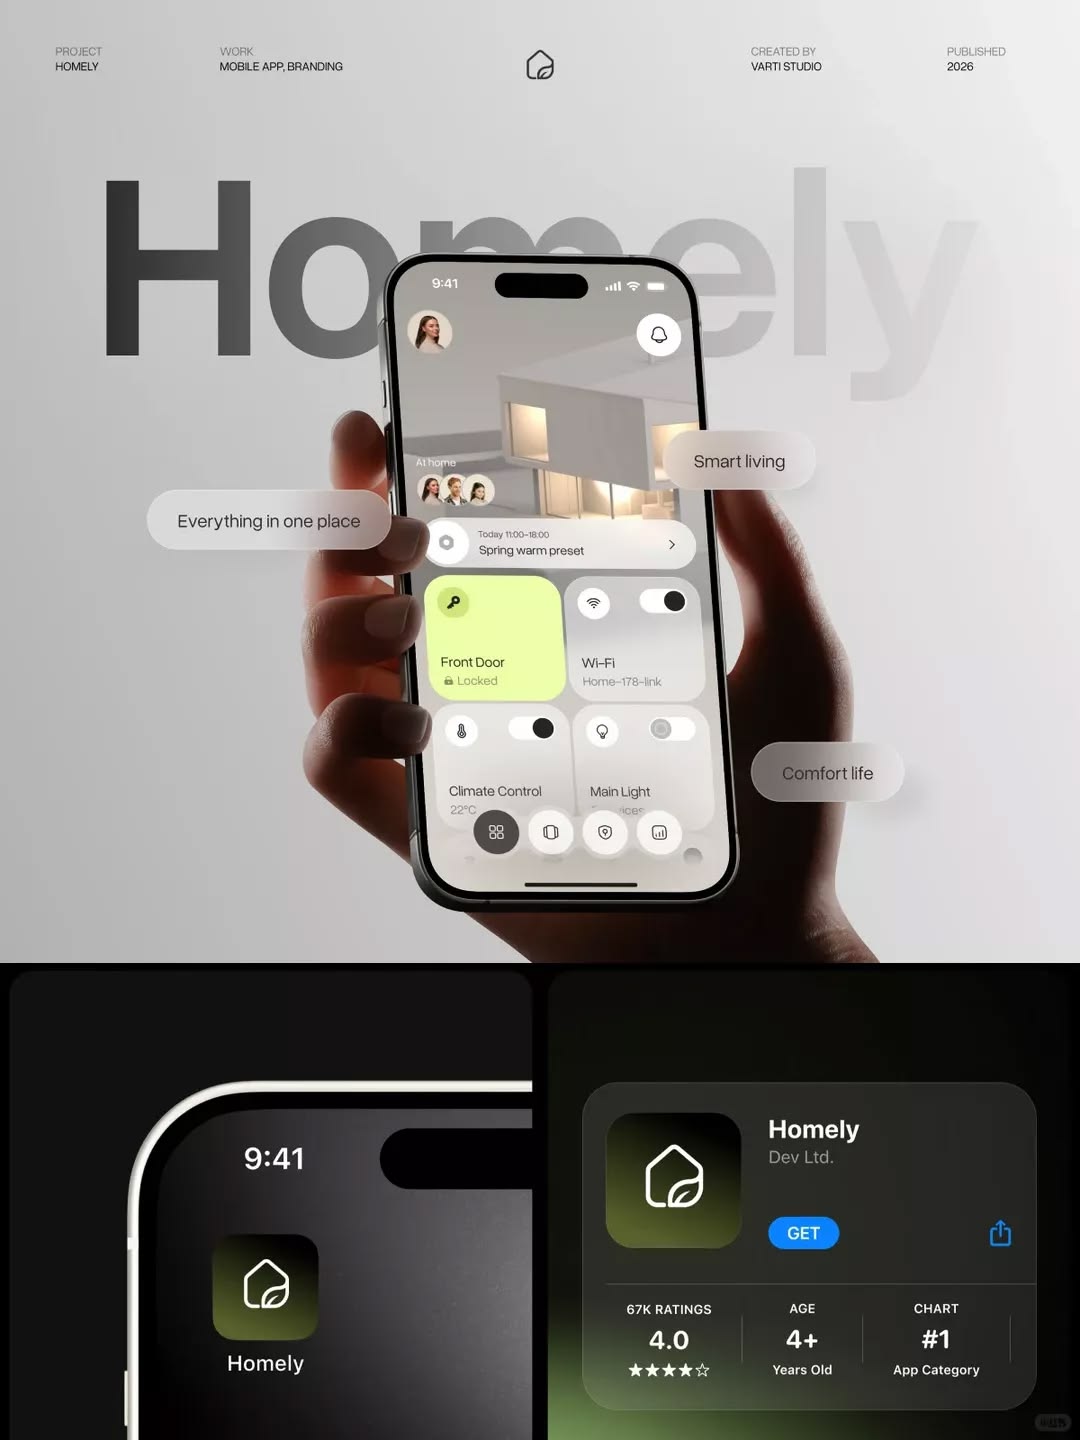 PROJECT
HOMELY
WORK
MOBILE APP, BRANDING
CREATED BY
VARTI STUDIO
PUBLISHED
2026
Homely
9:41
At home
Smart living
Everything in one place
Today 11:00-18:00
Spring warm preset
Front Door
Locked
Wi-Fi
Home-178-link
Climate Control
22°C
Main Light
Comfort life
9:41
Homely
Homely
Dev Ltd.
GET
67K RATINGS
4.0
AGE
4+
Years Old
CHART
#1
App Category